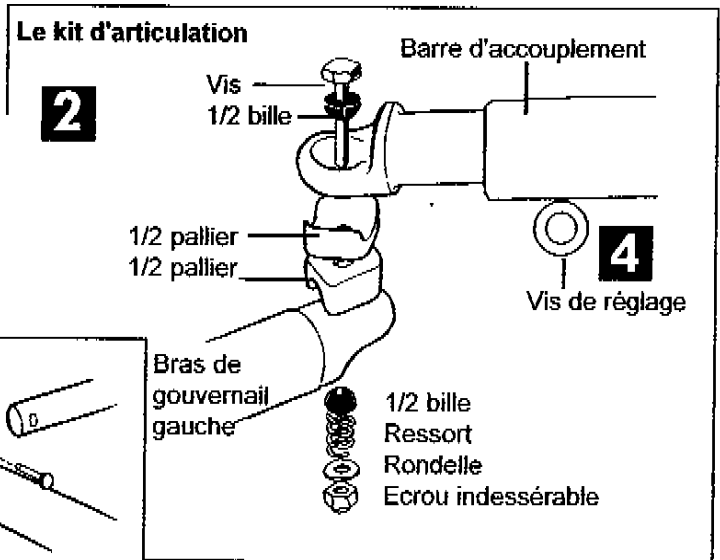 Le kit d'articulation
2
Barre d'accouplement
Vis
1/2 bille
1/2 pallier
1/2 pallier
4
Vis de réglage
Bras de
gouvernail
gauche
1/2 bille
Ressort
Rondelle
Ecrou indessérable